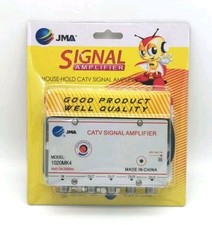 JMA
SIGNAL
AMPLIFIER
HOUSE-HOLD CATV SIGNAL AMPLIFIER
GOOD PRODUCT
WELL QUALITY
JMA
CATV SIGNAL AMPLIFIER
MODEL:
1020MK4
MADE IN CHINA